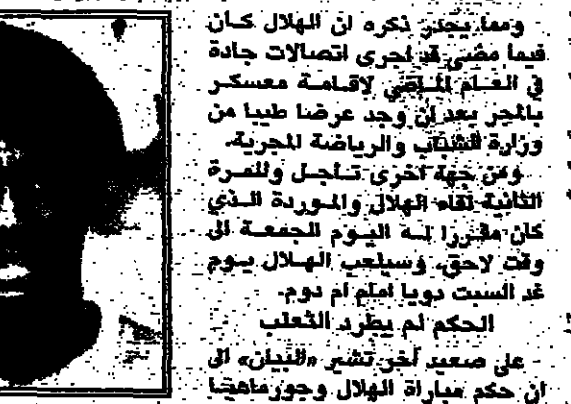 - ومما يجدر ذكره ان الهلال كان
فيما مضى قد اجرى اتصالات جادة
في العام الماضي لاقامة معسكر
بالمجر بعد ان وجد عرضا طيبا من
وزارة الشباب والرياضة المجرية.
ومن جهة اخرى تأجل وللمرة
الثانية لقاء الهلال والموردة الذي
كان مقررا له اليوم الجمعة الى
وقت لاحق، وسيلعب الهلال يوم
غد السبت دويا امام ام دوم.
الحكم لم يطرد الثعلب
- على صعيد آخر تشير «البيان» الى
ان حكم مباراة الهلال وجورماهيا